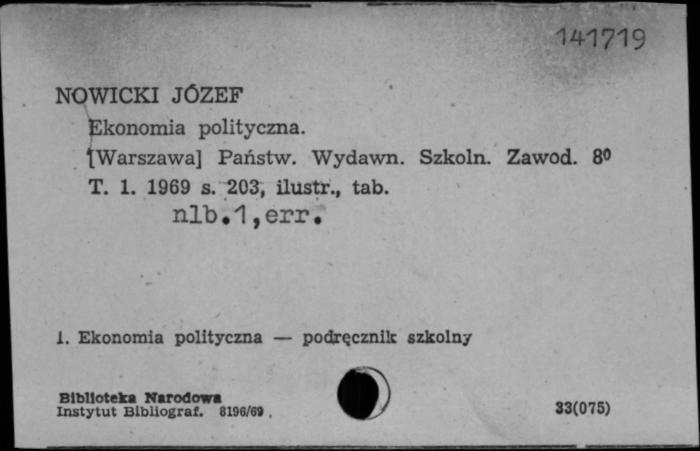 141719
NOWICKI JÓZEF
Ekonomia polityczna.
[Warszawa] Państw. Wydawn. Szkoln. Zawod. 8º
T. 1. 1969 s. 203, ilustr., tab.
nlb.1,err.
1. Ekonomia polityczna — podręcznik szkolny
Biblioteka Narodowa
Instytut Bibliograf. 8196/69
33(075)